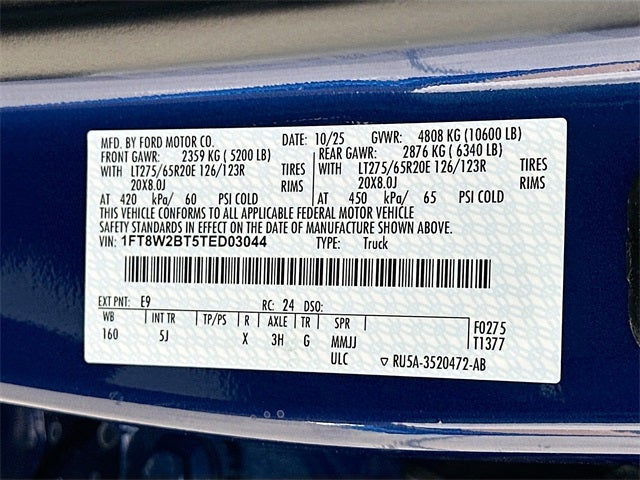 MFD. BY FORD MOTOR CO. DATE: 10/25 GVWR: 4808 KG (10600 LB)
FRONT GAWR: 2359 KG ( 5200 LB) REAR GAWR: 2876 KG ( 6340 LB)
WITH LT275/65R20E 126/123R TIRES WITH LT275/65R20E 126/123R TIRES
20X8.0J RIMS 20X8.0J RIMS
AT 420 kPa/ 60 PSI COLD AT 450 kPa/ 65 PSI COLD
THIS VEHICLE CONFORMS TO ALL APPLICABLE FEDERAL MOTOR VEHICLE
SAFETY STANDARDS IN EFFECT ON THE DATE OF MANUFACTURE SHOWN ABOVE.
VIN: 1FT8W2BT5TED03044 TYPE: Truck
EXT PNT: E9 RC: 24 DSO:
WB INT TR TP/PS R AXLE TR SPR F0275
160 5J X 3H G MMJJ T1377
ULC ▽ RU5A-3520472-AB